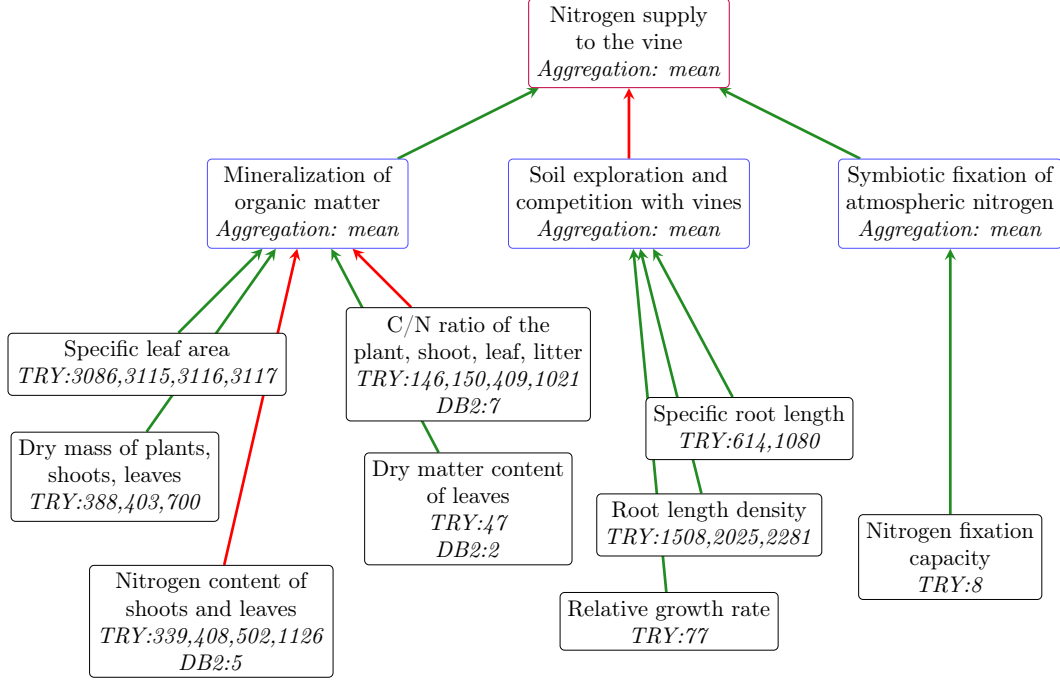 Nitrogen supply
to the vine
Aggregation: mean
Mineralization of
organic matter
Aggregation: mean
Soil exploration and
competition with vines
Aggregation: mean
Symbiotic fixation of
atmospheric nitrogen
Aggregation: mean
Specific leaf area
TRY:3086,3115,3116,3117
C/N ratio of the
plant, shoot, leaf, litter
TRY:146,150,409,1021
DB2:7
Specific root length
TRY:614,1080
Dry mass of plants,
shoots, leaves
TRY:388,403,700
Dry matter content
of leaves
TRY:47
DB2:2
Root length density
TRY:1508,2025,2281
Nitrogen fixation
capacity
TRY:8
Nitrogen content of
shoots and leaves
TRY:339,408,502,1126
DB2:5
Relative growth rate
TRY:77